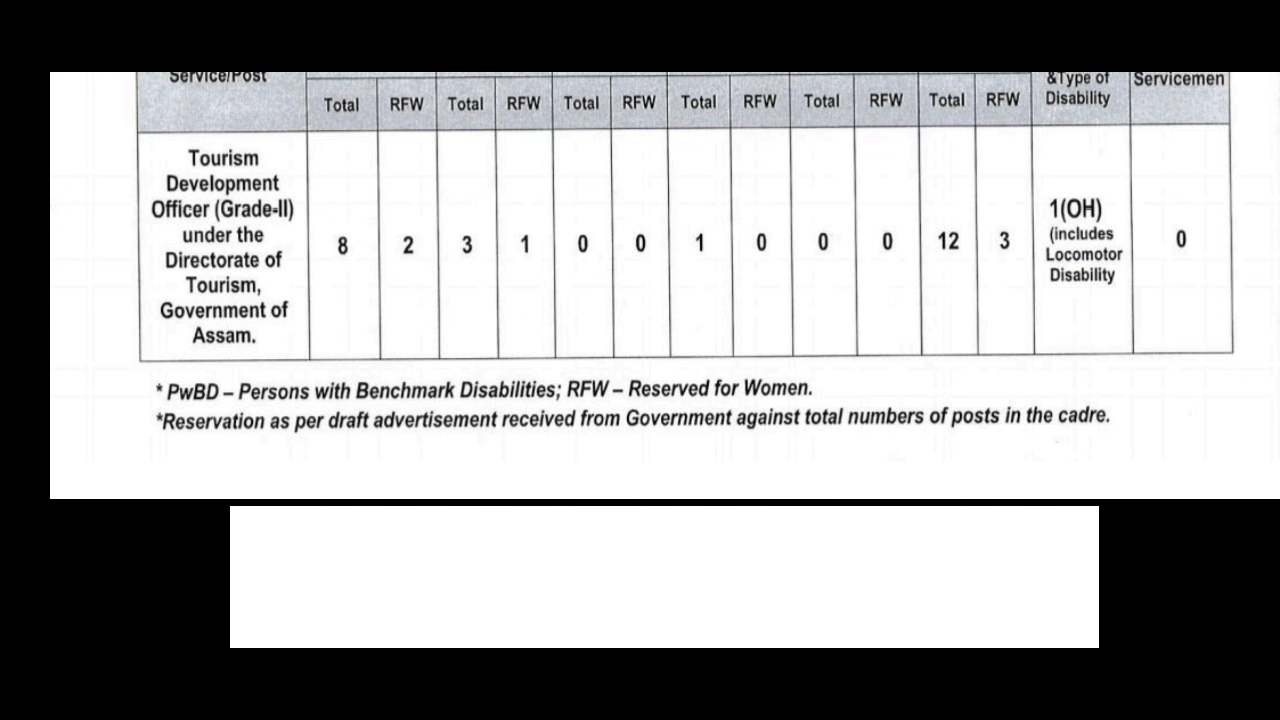 Service/Post
&Type of Disability
Servicemen
Total RFW Total RFW Total RFW Total RFW Total RFW Total RFW
Tourism
Development
Officer (Grade-II)
under the
Directorate of
Tourism,
Government of
Assam.
8 2 3 1 0 0 1 0 0 0 12 3
1(OH)
(includes
Locomotor
Disability
0
* PwBD – Persons with Benchmark Disabilities; RFW – Reserved for Women.
*Reservation as per draft advertisement received from Government against total numbers of posts in the cadre.